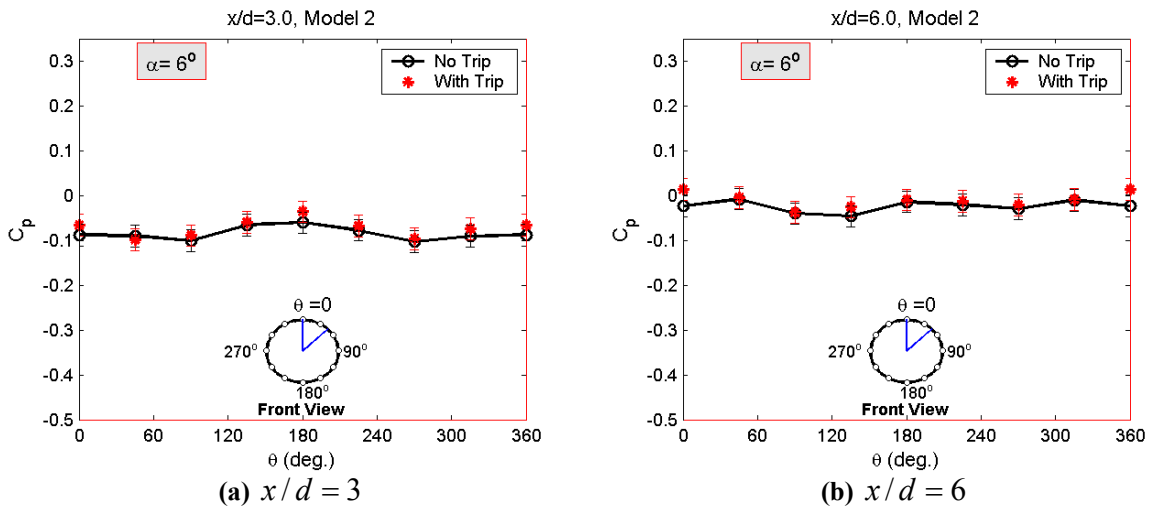 x/d=3.0, Model 2
α= 6°
No Trip
With Trip
0.3
0.2
0.1
0
-0.1
-0.2
-0.3
-0.4
-0.5
Cp
θ =0
270°
90°
180°
Front View
0 60 120 180 240 300 360
θ (deg.)
(a) x / d = 3
x/d=6.0, Model 2
α= 6°
No Trip
With Trip
0.3
0.2
0.1
0
-0.1
-0.2
-0.3
-0.4
-0.5
Cp
θ =0
270°
90°
180°
Front View
0 60 120 180 240 300 360
θ (deg.)
(b) x / d = 6